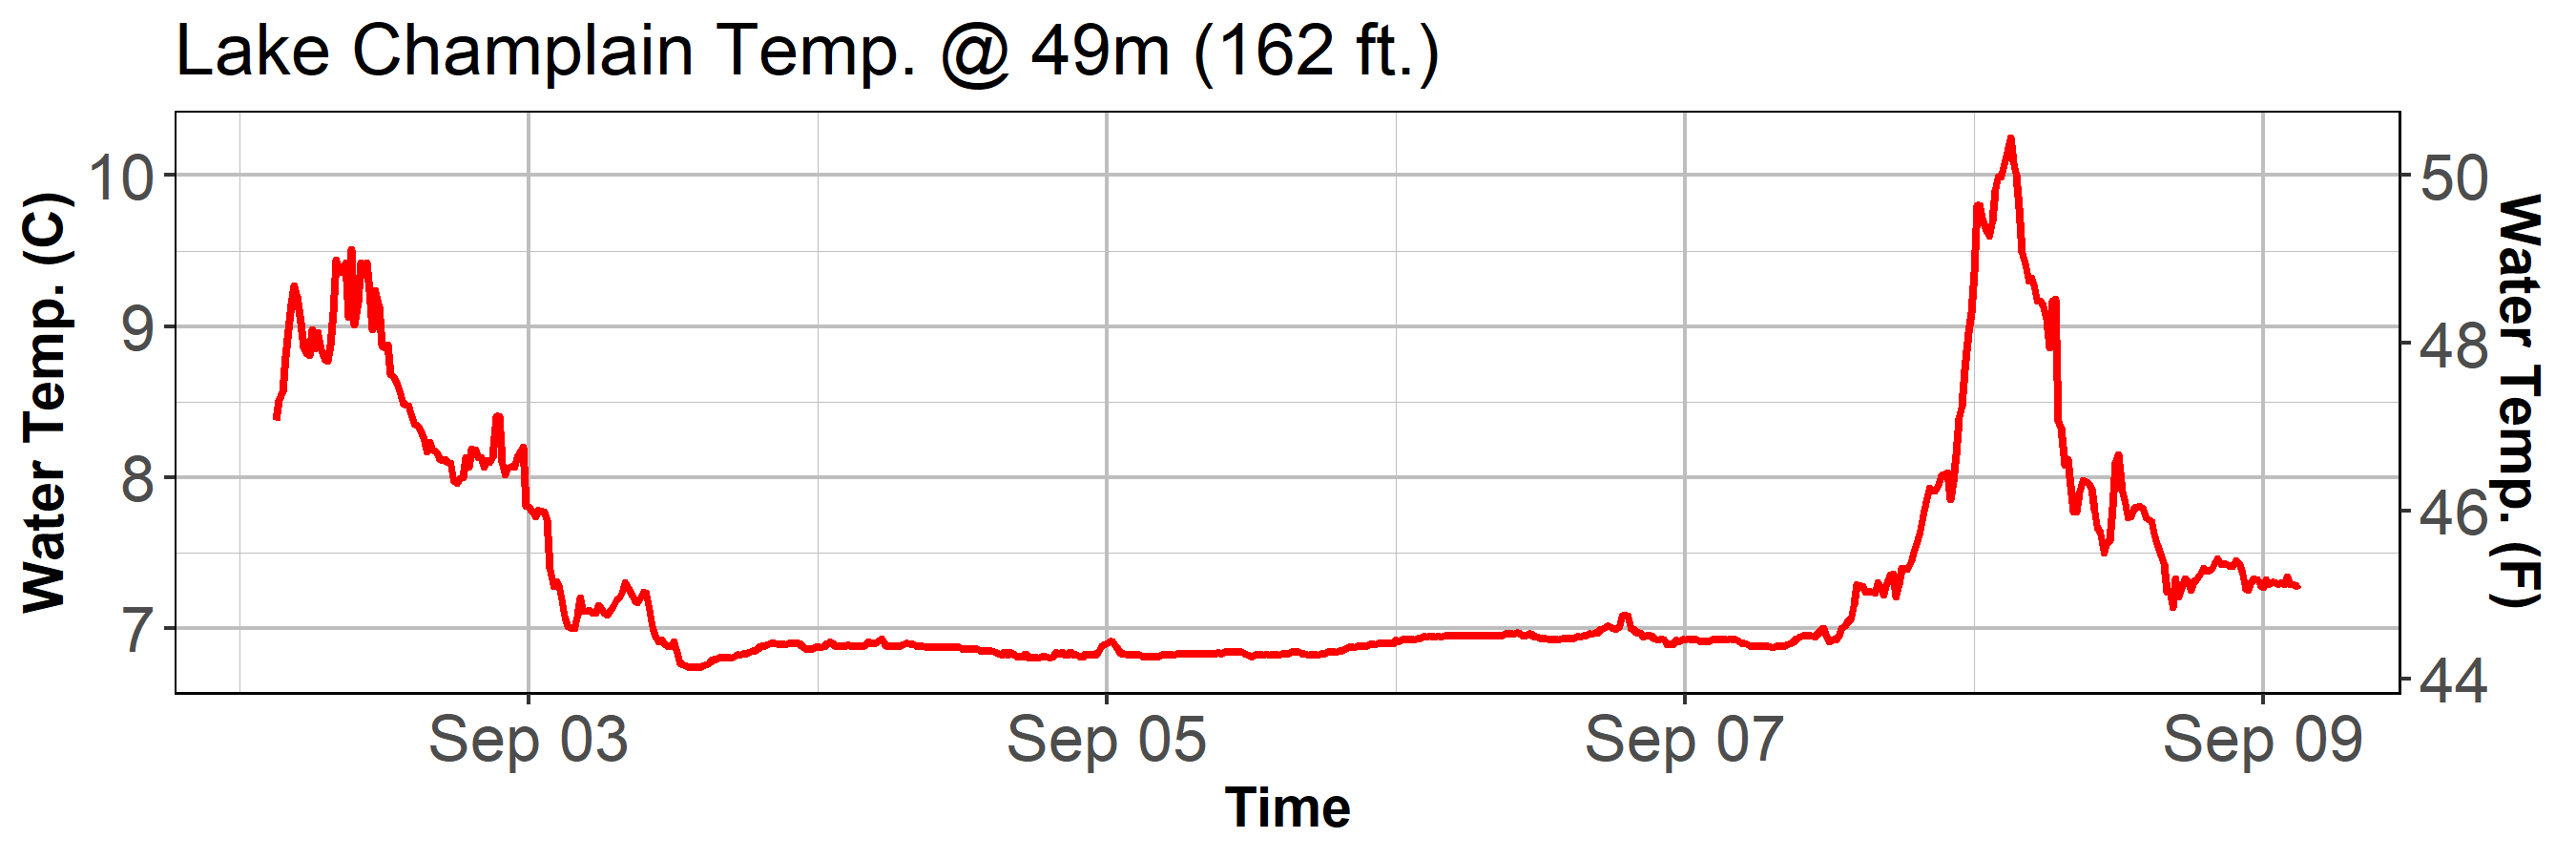 Lake Champlain Temp. @ 49m (162 ft.)
Water Temp. (C)
10
9
8
7
50
48
46
44
Water Temp. (F)
Sep 03 Sep 05 Sep 07 Sep 09
Time